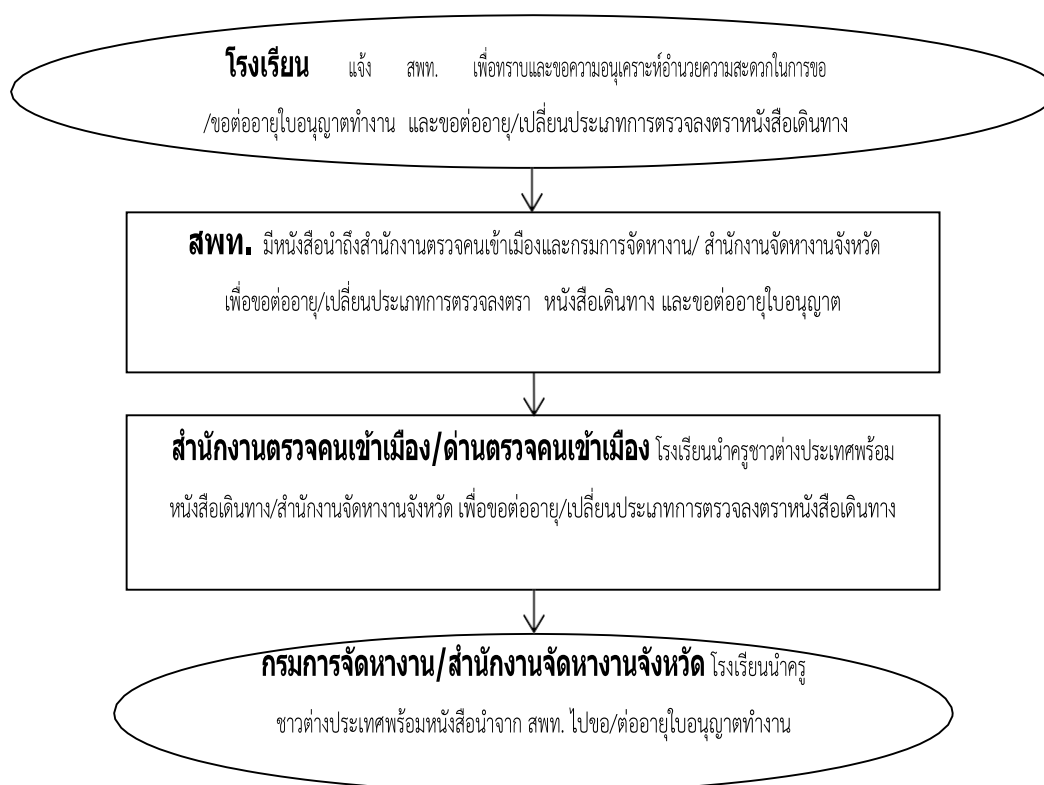 โรงเรียน แจ้ง สพท. เพื่อทราบและขอความอนุเคราะห์อำนวยความสะดวกในการขอ
/ขอต่ออายุใบอนุญาตทำงาน และขอต่ออายุ/เปลี่ยนประเภทการตรวจลงตราหนังสือเดินทาง
สพท. มีหนังสือนำถึงสำนักงานตรวจคนเข้าเมืองและกรมการจัดหางาน/ สำนักงานจัดหางานจังหวัด
เพื่อขอต่ออายุ/เปลี่ยนประเภทการตรวจลงตรา หนังสือเดินทาง และขอต่ออายุใบอนุญาต
สำนักงานตรวจคนเข้าเมือง/ด่านตรวจคนเข้าเมือง โรงเรียนนำครูชาวต่างประเทศพร้อม
หนังสือเดินทาง/สำนักงานจัดหางานจังหวัด เพื่อขอต่ออายุ/เปลี่ยนประเภทการตรวจลงตราหนังสือเดินทาง
กรมการจัดหางาน/สำนักงานจัดหางานจังหวัด โรงเรียนนำครู
ชาวต่างประเทศพร้อมหนังสือนำจาก สพท. ไปขอ/ต่ออายุใบอนุญาตทำงาน